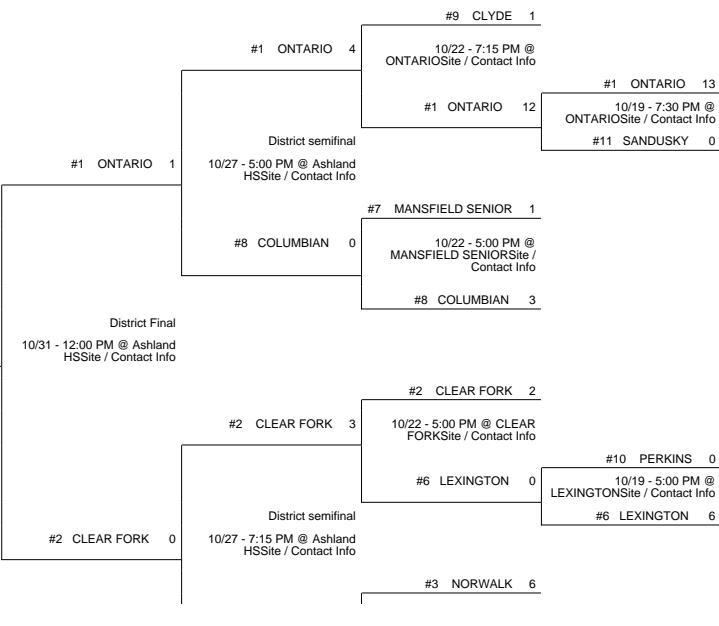 #9 CLYDE 1
#1 ONTARIO 4
10/22 - 7:15 PM @
ONTARIOSite / Contact Info
#1 ONTARIO 13
#1 ONTARIO 12
10/19 - 7:30 PM @
ONTARIOSite / Contact Info
District semifinal
#11 SANDUSKY 0
#1 ONTARIO 1
10/27 - 5:00 PM @ Ashland
HSSite / Contact Info
#7 MANSFIELD SENIOR 1
#8 COLUMBIAN 0
10/22 - 5:00 PM @
MANSFIELD SENIORSite /
Contact Info
#8 COLUMBIAN 3
District Final
10/31 - 12:00 PM @ Ashland
HSSite / Contact Info
#2 CLEAR FORK 2
#2 CLEAR FORK 3
10/22 - 5:00 PM @ CLEAR
FORKSite / Contact Info
#10 PERKINS 0
#6 LEXINGTON 0
10/19 - 5:00 PM @
LEXINGTONSite / Contact Info
District semifinal
#6 LEXINGTON 6
#2 CLEAR FORK 0
10/27 - 7:15 PM @ Ashland
HSSite / Contact Info
#3 NORWALK 6